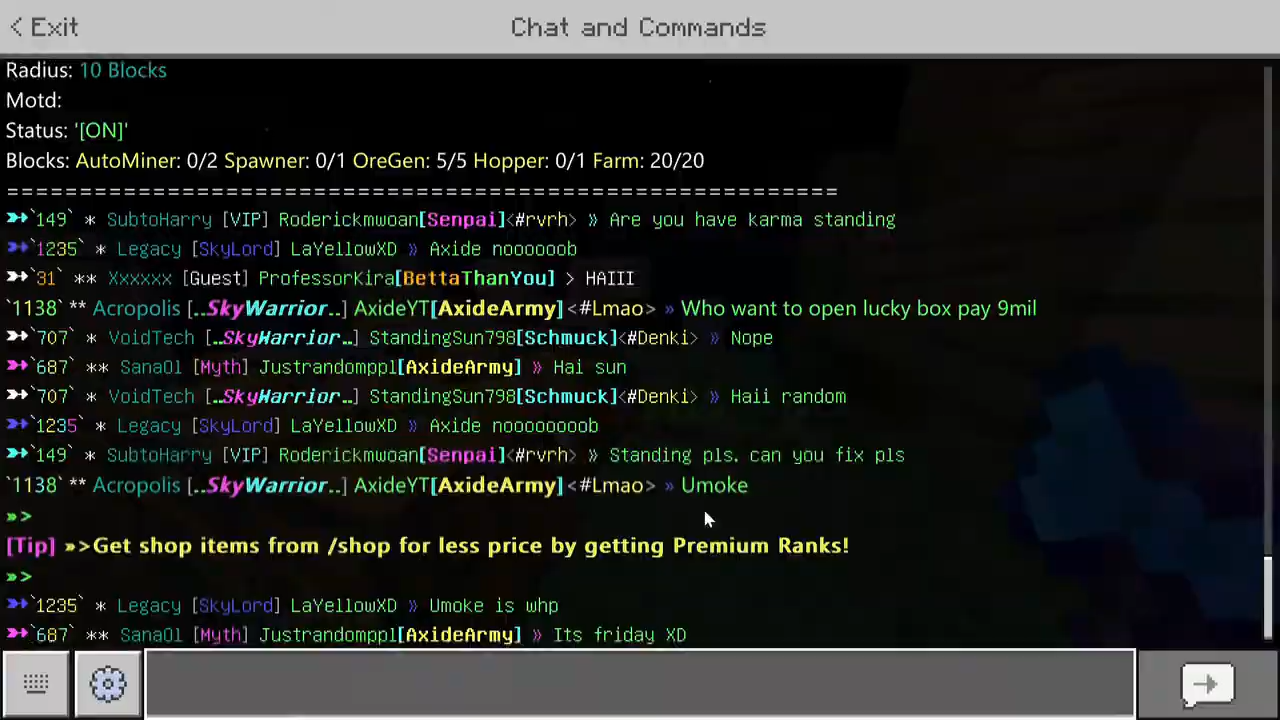 < Exit
Chat and Commands
Radius: 10 Blocks
Motd:
Status: '[ON]'
Blocks: AutoMiner: 0/2 Spawner: 0/1 OreGen: 5/5 Hopper: 0/1 Farm: 20/20
=========================================================
➳`149` * SubtoHarry [VIP] Roderickmwoan[Senpai]<#rvrh> » Are you have karma standing
➳`1235` * Legacy [SkyLord] LaYellowXD » Axide noooooob
➳`31` ** Xxxxxx [Guest] ProfessorKira[BettaThanYou] > HAIII
`1138` ** Acropolis [..SkyWarrior..] AxideYT[AxideArmy]<#Lmao> » Who want to open lucky box pay 9mil
➳`707` * VoidTech [..SkyWarrior..] StandingSun798[Schmuck]<#Denki> » Nope
➳`687` ** SanaOl [Myth] Justrandomppl[AxideArmy] » Hai sun
➳`707` * VoidTech [..SkyWarrior..] StandingSun798[Schmuck]<#Denki> » Haii random
➳`1235` * Legacy [SkyLord] LaYellowXD » Axide noooooooob
➳`149` * SubtoHarry [VIP] Roderickmwoan[Senpai]<#rvrh> » Standing pls. can you fix pls
`1138` ** Acropolis [..SkyWarrior..] AxideYT[AxideArmy]<#Lmao> » Umoke
»>
[Tip] »>Get shop items from /shop for less price by getting Premium Ranks!
»>
➳`1235` * Legacy [SkyLord] LaYellowXD » Umoke is whp
➳`687` ** SanaOl [Myth] Justrandomppl[AxideArmy] » Its friday XD